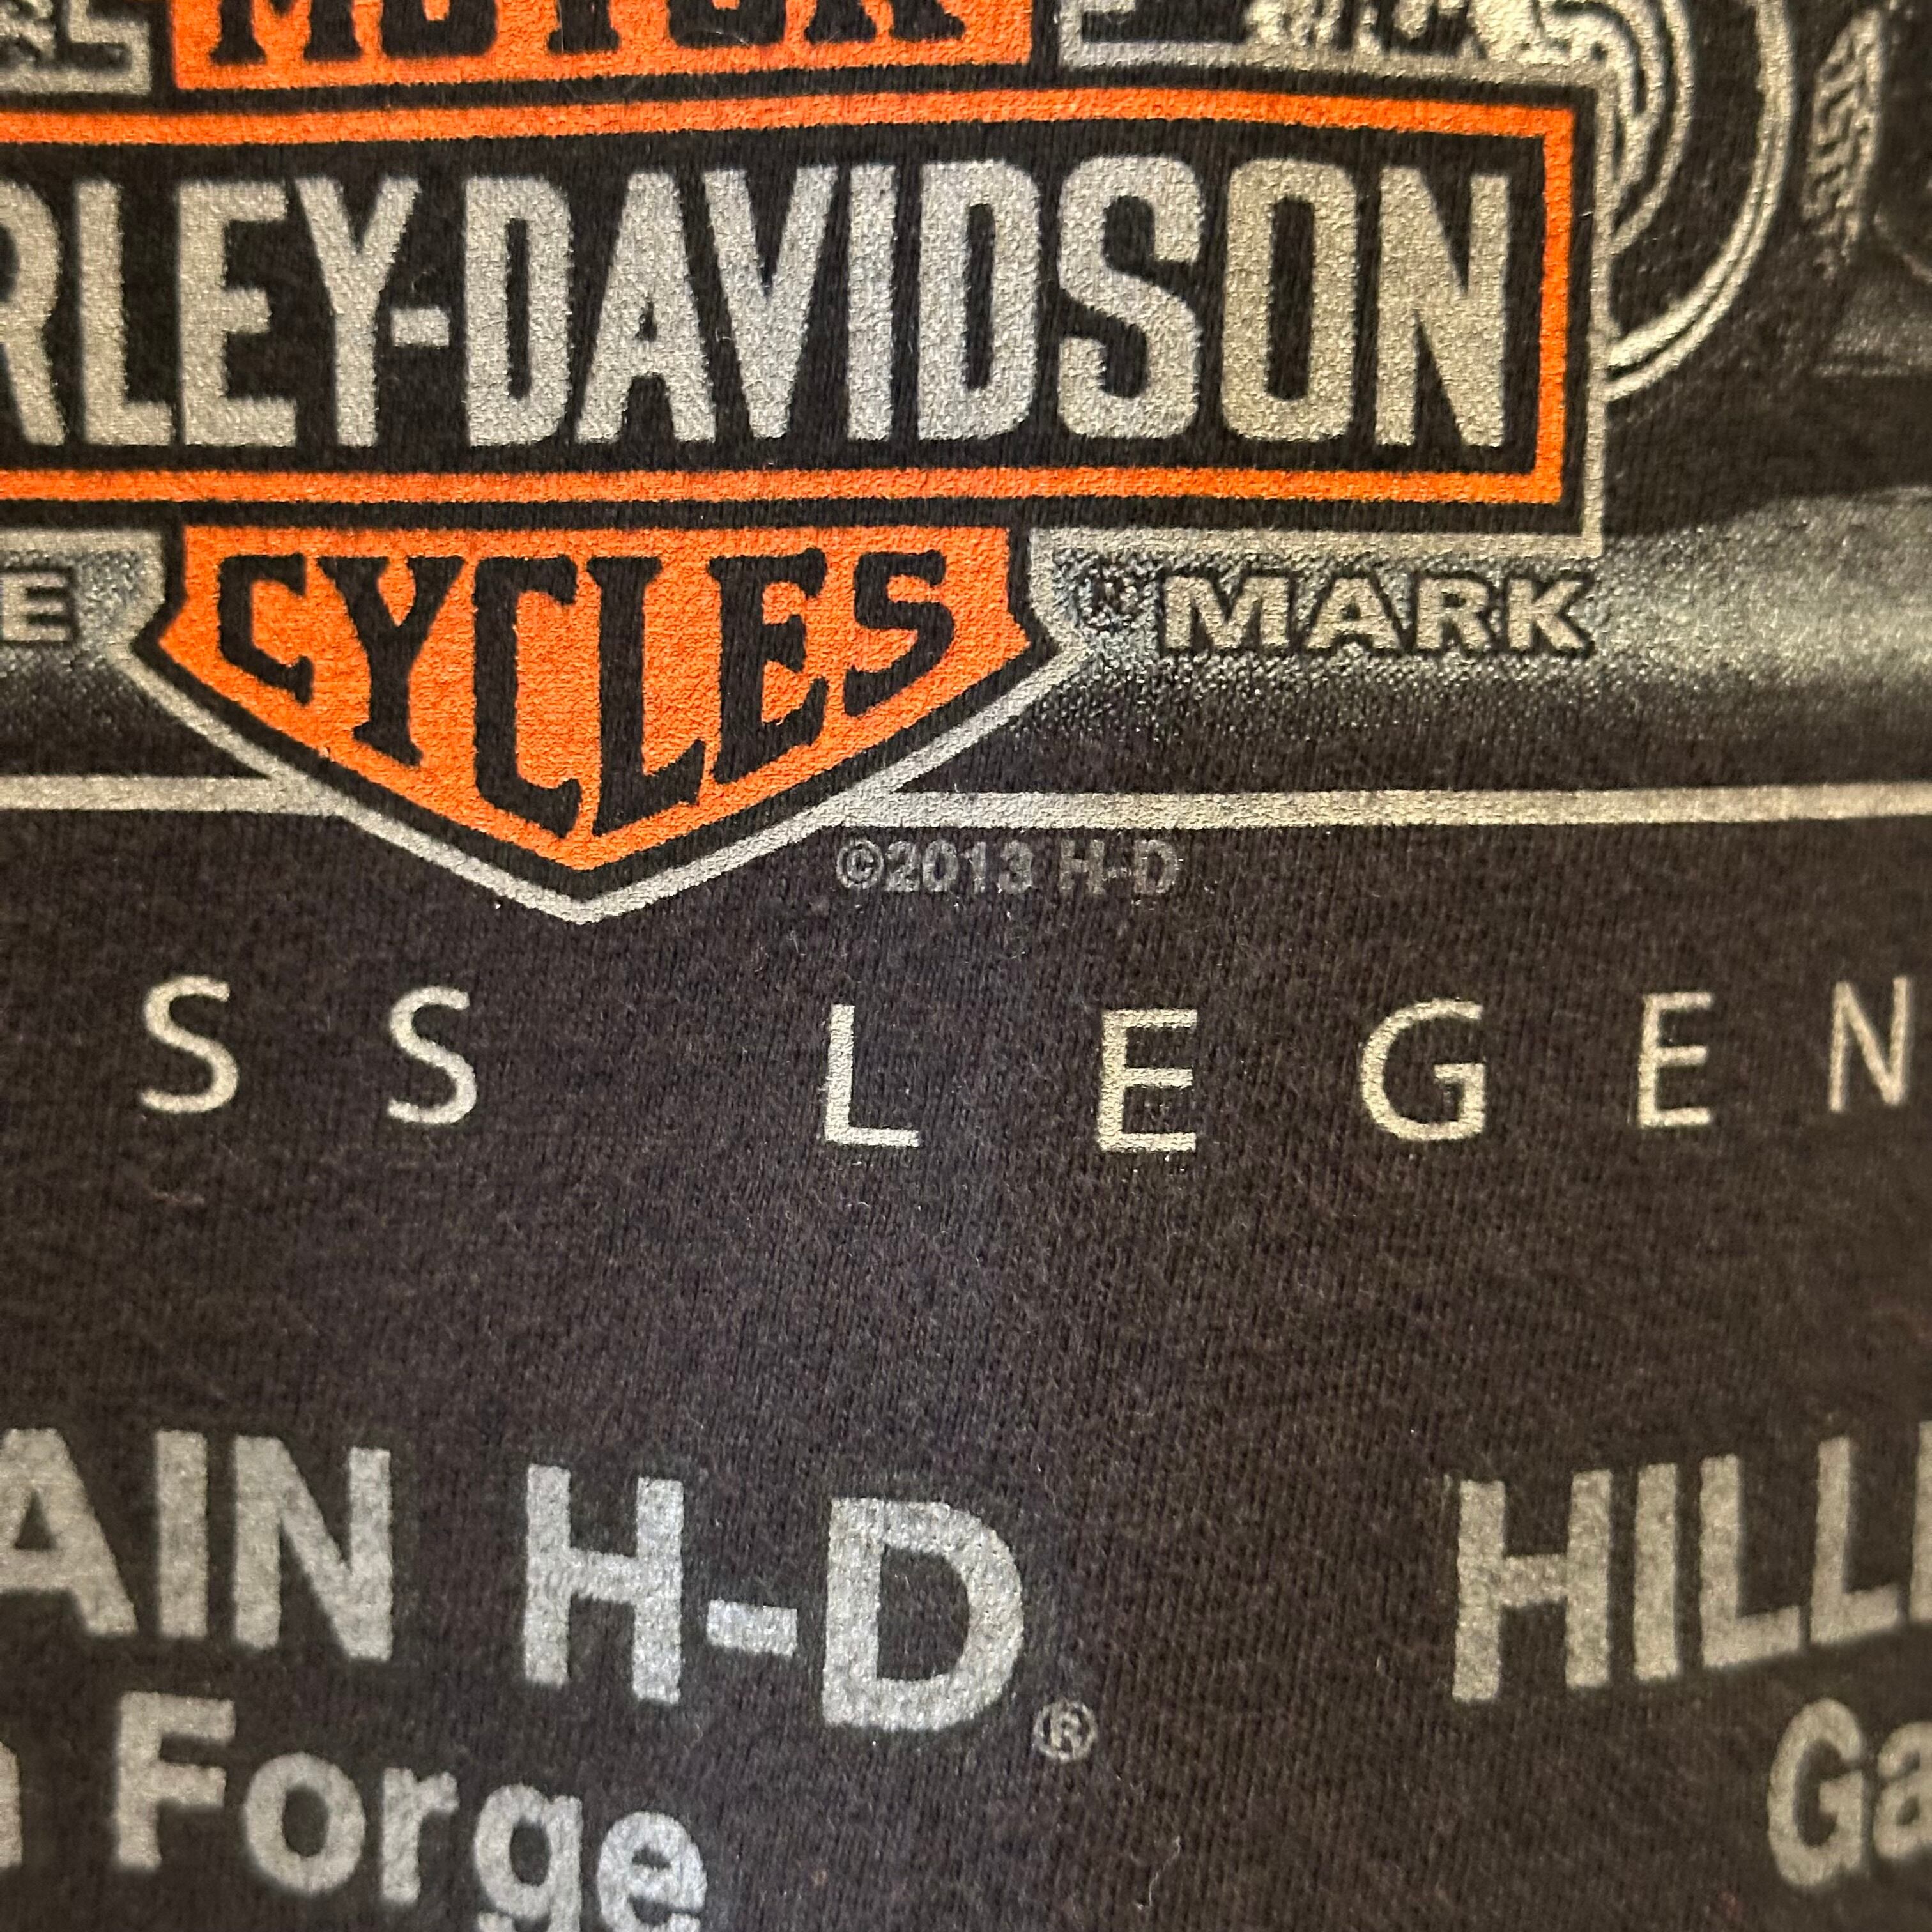 MOTOR
RLEY-DAVIDSON
CYCLES
E
® MARK
©2013 H-D
SS LEGEN
AIN H-D®
HILL
Forge
Ga